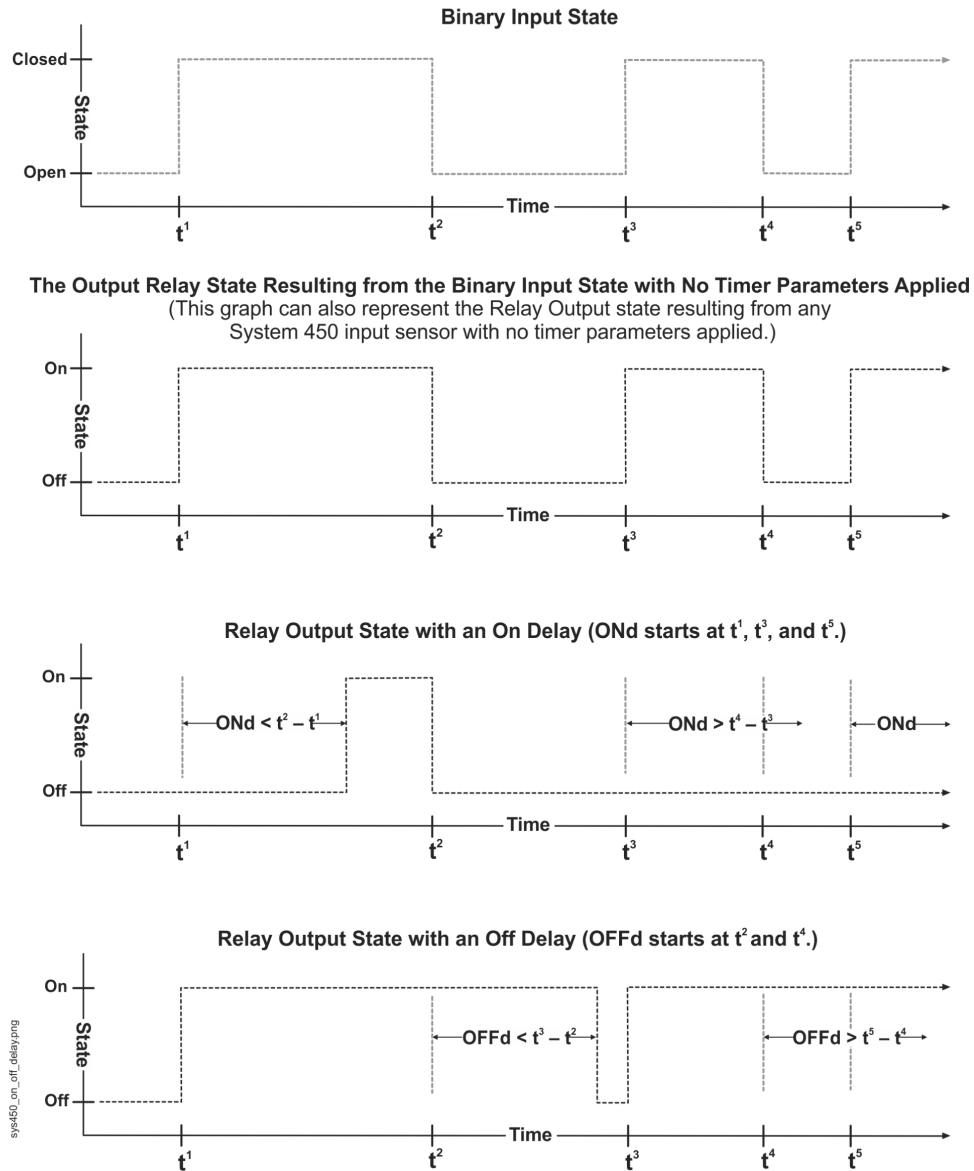 Binary Input State
Closed
State
Open
Time
t¹ t² t³ t⁴ t⁵
The Output Relay State Resulting from the Binary Input State with No Timer Parameters Applied
(This graph can also represent the Relay Output state resulting from any
System 450 input sensor with no timer parameters applied.)
On
State
Off
Time
t¹ t² t³ t⁴ t⁵
Relay Output State with an On Delay (ONd starts at t¹, t³, and t⁵.)
On
State
ONd < t² – t¹
ONd > t⁴ – t³
ONd
Off
Time
t¹ t² t³ t⁴ t⁵
Relay Output State with an Off Delay (OFFd starts at t² and t⁴.)
On
State
OFFd < t³ – t²
OFFd > t⁵ – t⁴
Off
Time
t¹ t² t³ t⁴ t⁵
sys450_on_off_delay.png